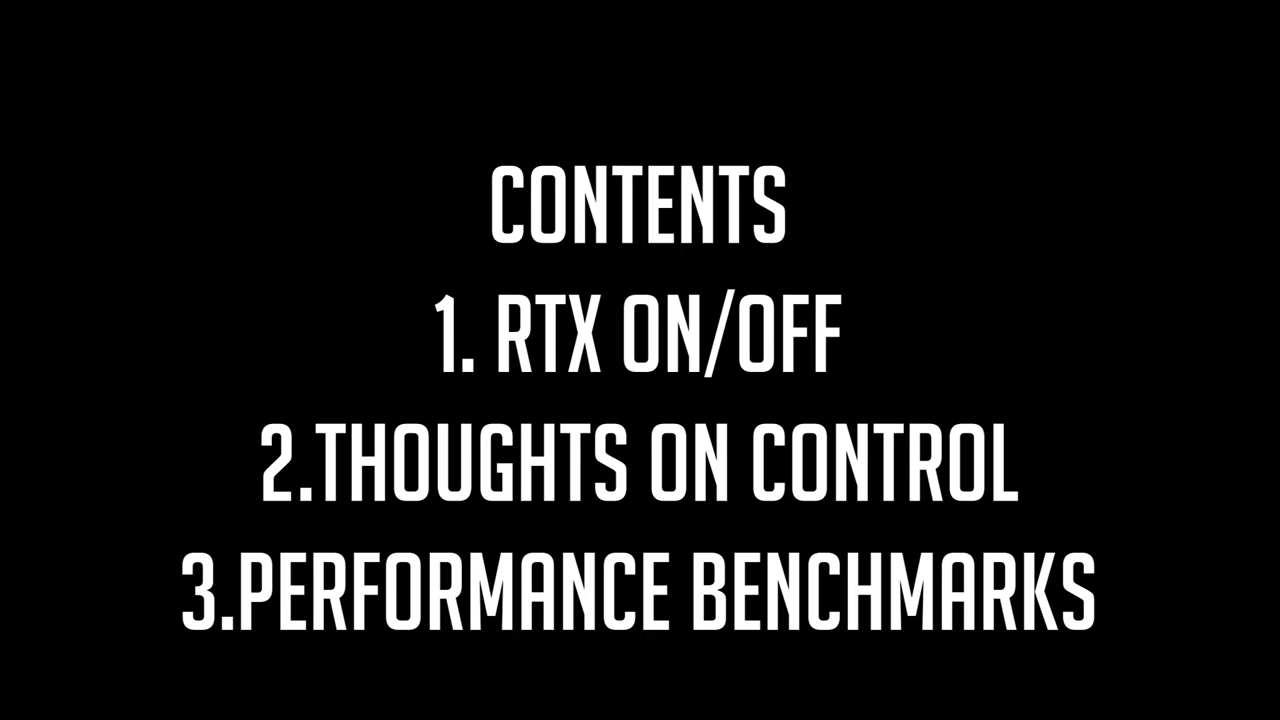 CONTENTS
1. RTX ON/OFF
2.THOUGHTS ON CONTROL
3.PERFORMANCE BENCHMARKS